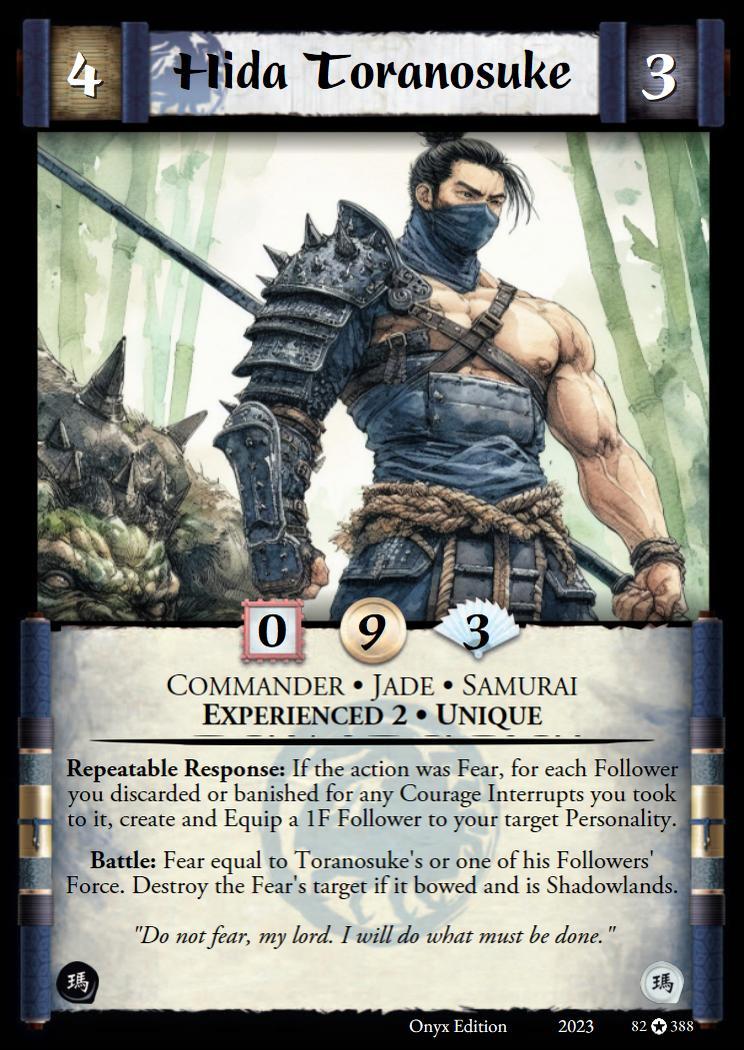 4 Hida Toranosuke 3
0 9 3
COMMANDER • JADE • SAMURAI
EXPERIENCED 2 • UNIQUE
Repeatable Response: If the action was Fear, for each Follower
you discarded or banished for any Courage Interrupts you took
to it, create and Equip a 1F Follower to your target Personality.
Battle: Fear equal to Toranosuke's or one of his Followers'
Force. Destroy the Fear's target if it bowed and is Shadowlands.
"Do not fear, my lord. I will do what must be done."
瑪 瑪
Onyx Edition 2023 82 ✪ 388